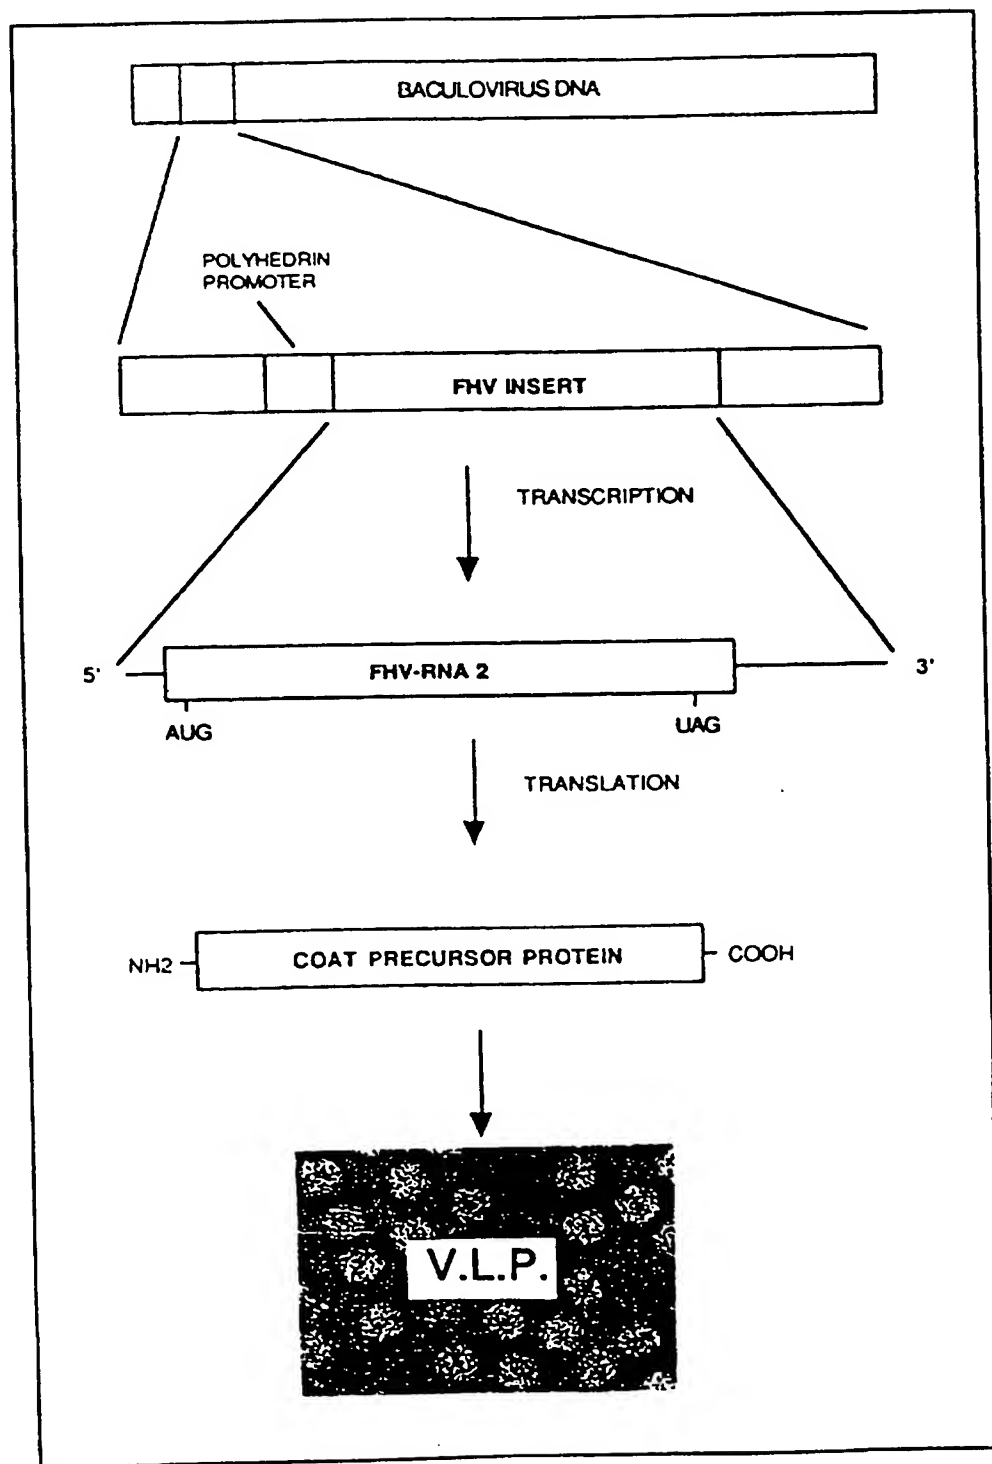 BACULOVIRUS DNA
POLYHEDRIN
PROMOTER
FHV INSERT
TRANSCRIPTION
5'
FHV-RNA 2
3'
AUG
UAG
TRANSLATION
NH2
COAT PRECURSOR PROTEIN
COOH
V.L.P.